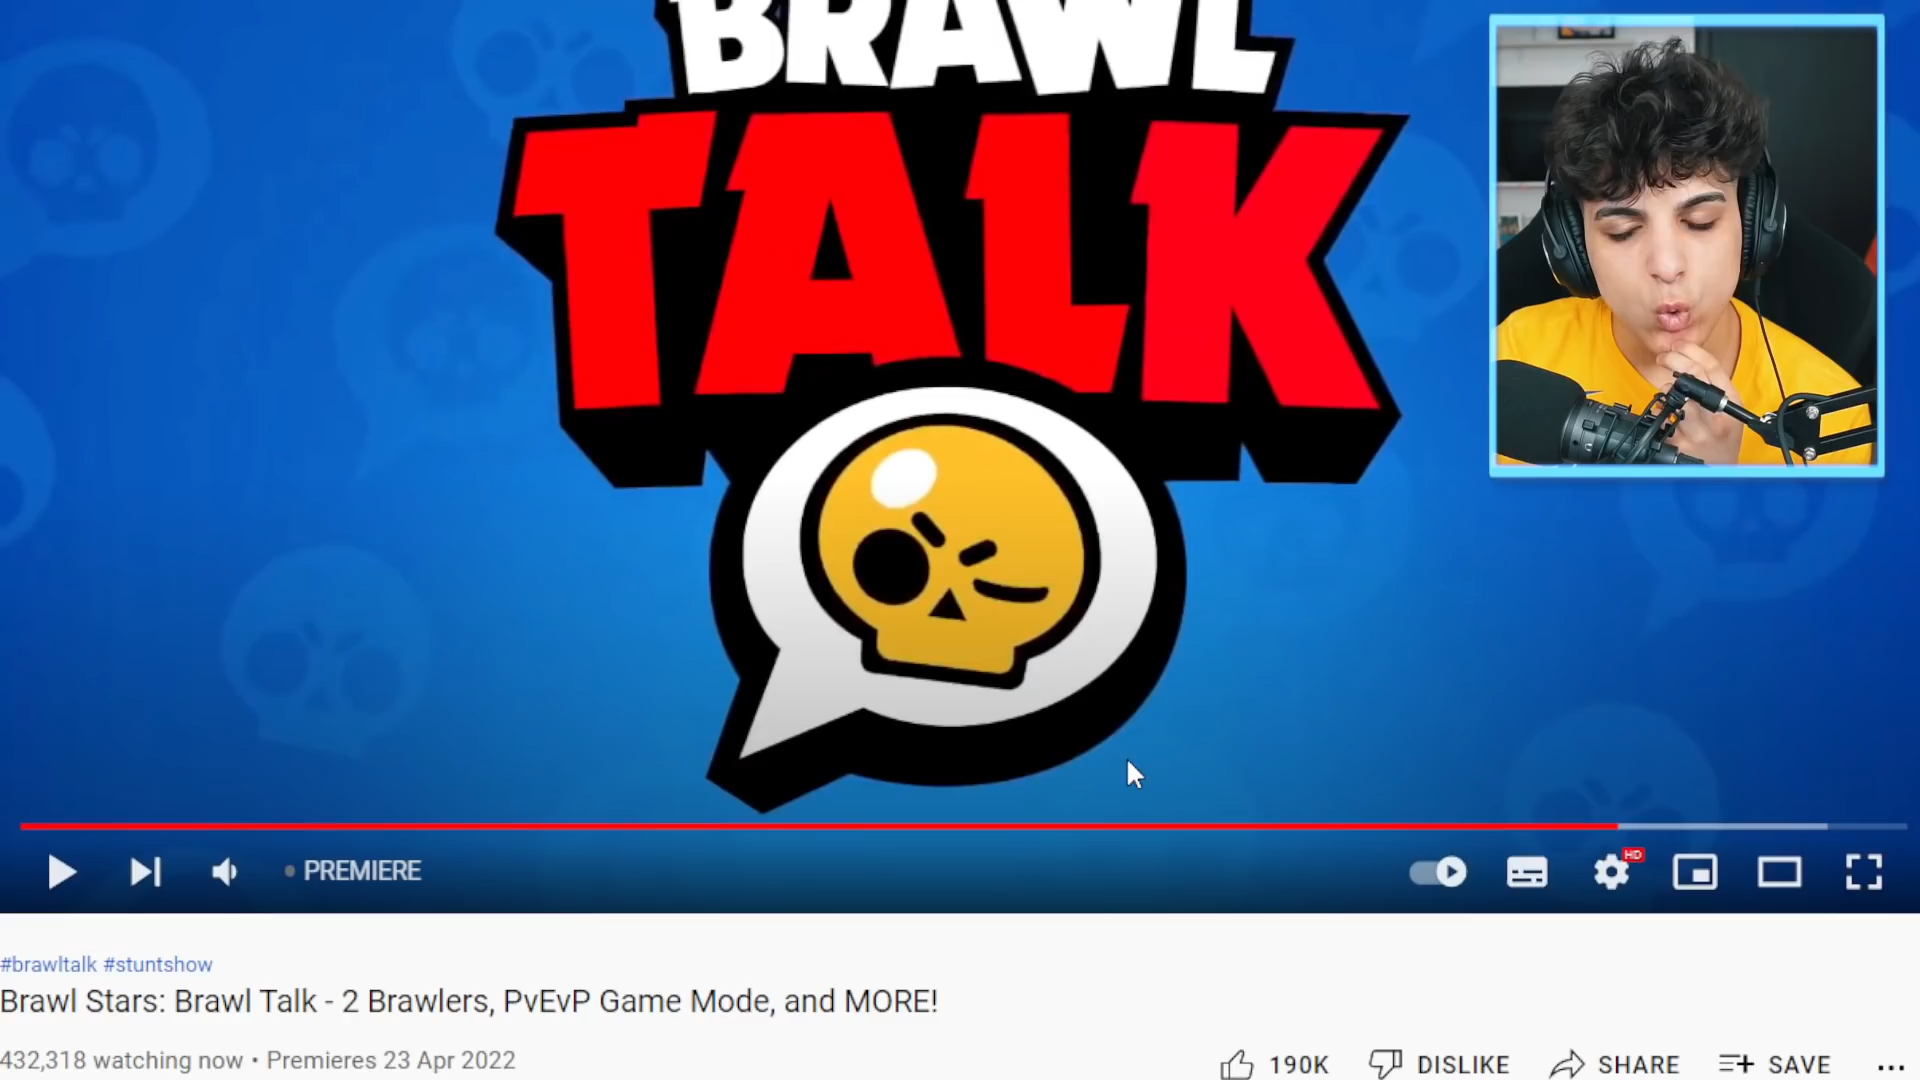 BRAWL
TALK
PREMIERE
HD
#brawltalk #stuntshow
Brawl Stars: Brawl Talk - 2 Brawlers, PvEvP Game Mode, and MORE!
432,318 watching now • Premieres 23 Apr 2022
190K DISLIKE SHARE SAVE